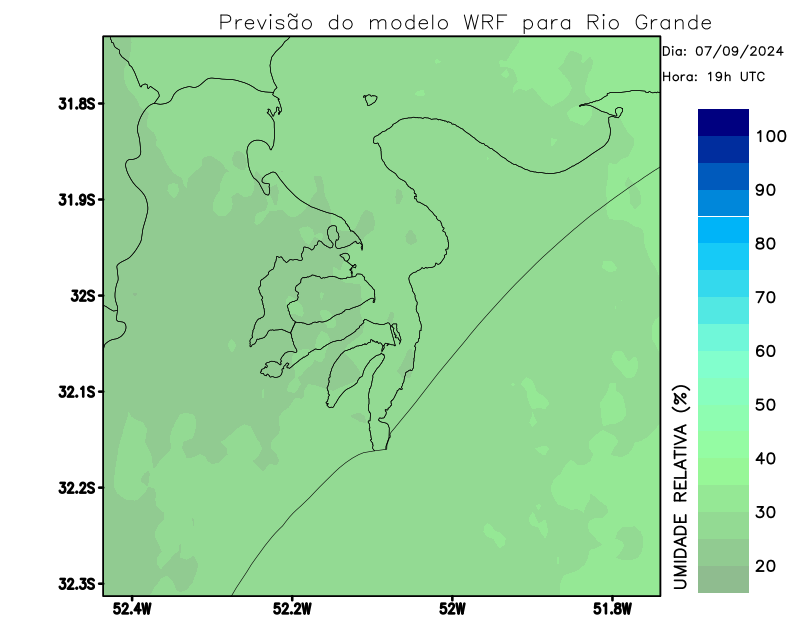 Previsão do modelo WRF para Rio Grande
Dia: 07/09/2024
Hora: 19h UTC
31.8S
31.9S
32S
32.1S
32.2S
32.3S
52.4W
52.2W
52W
51.8W
100
90
80
70
60
50
40
30
20
UMIDADE RELATIVA (%)